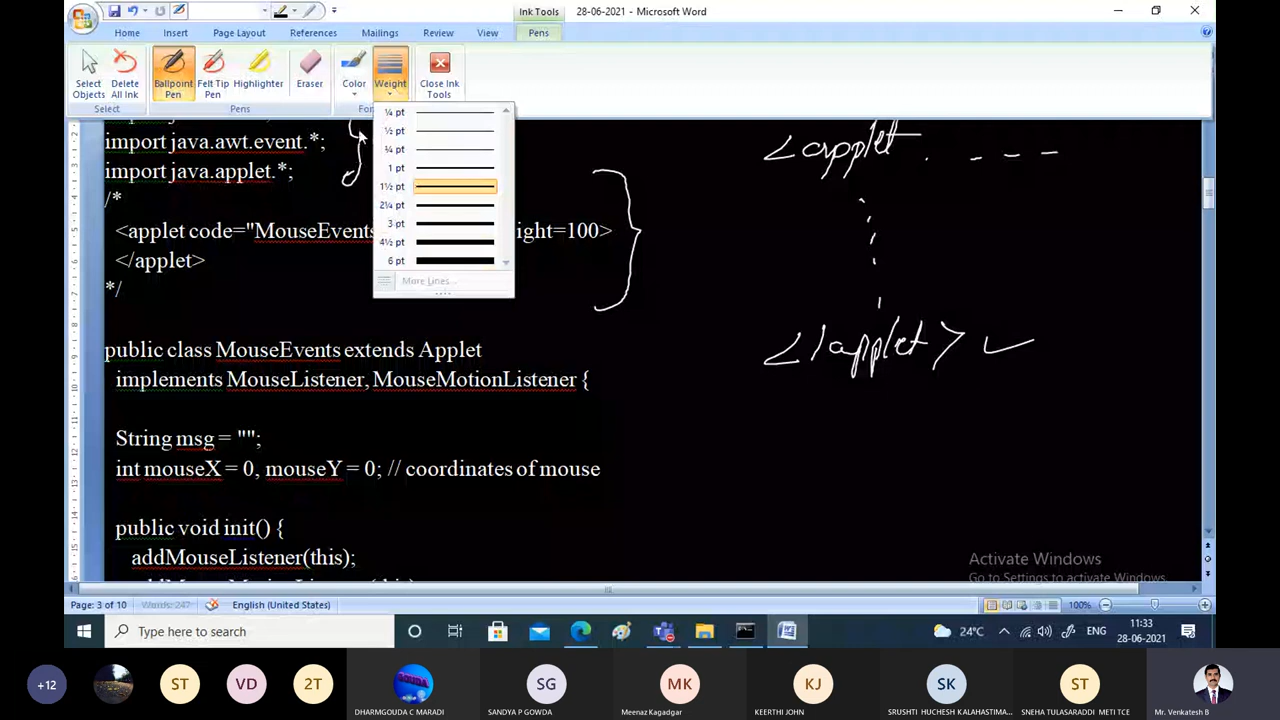 Ink Tools
28-06-2021 - Microsoft Word
Home
Insert
Page Layout
References
Mailings
Review
View
Pens
Select Objects
Delete All Ink
Ballpoint Pen
Felt Tip Pen
Highlighter
Eraser
Color
Weight
Close Ink Tools
Select
Pens
¼ pt
½ pt
¼ pt
1 pt
1½ pt
2¼ pt
3 pt
4½ pt
6 pt
More Lines...
import java.awt.event.*;
import java.applet.*;
/*
<applet code="MouseEvents
ight=100>
</applet>
*/
public class MouseEvents extends Applet
implements MouseListener, MouseMotionListener {
String msg = "";
int mouseX = 0, mouseY = 0; // coordinates of mouse
public void init() {
addMouseListener(this);
<applet . - - -
</applet>
Activate Windows
Go to Settings to activate Windows.
Page: 3 of 10
Words: 247
English (United States)
100%
Type here to search
24°C
ENG
11:33
28-06-2021
+12
ST
VD
2T
DHARMGOUDA C MARADI
SG
SANDYA P GOWDA
MK
Meenaz Kagadgar
KJ
KEERTHI JOHN
SK
SRUSHTI HUCHESH KALAHASTIMA...
ST
SNEHA TULASARADDI METI TCE
Mr. Venkatesh B